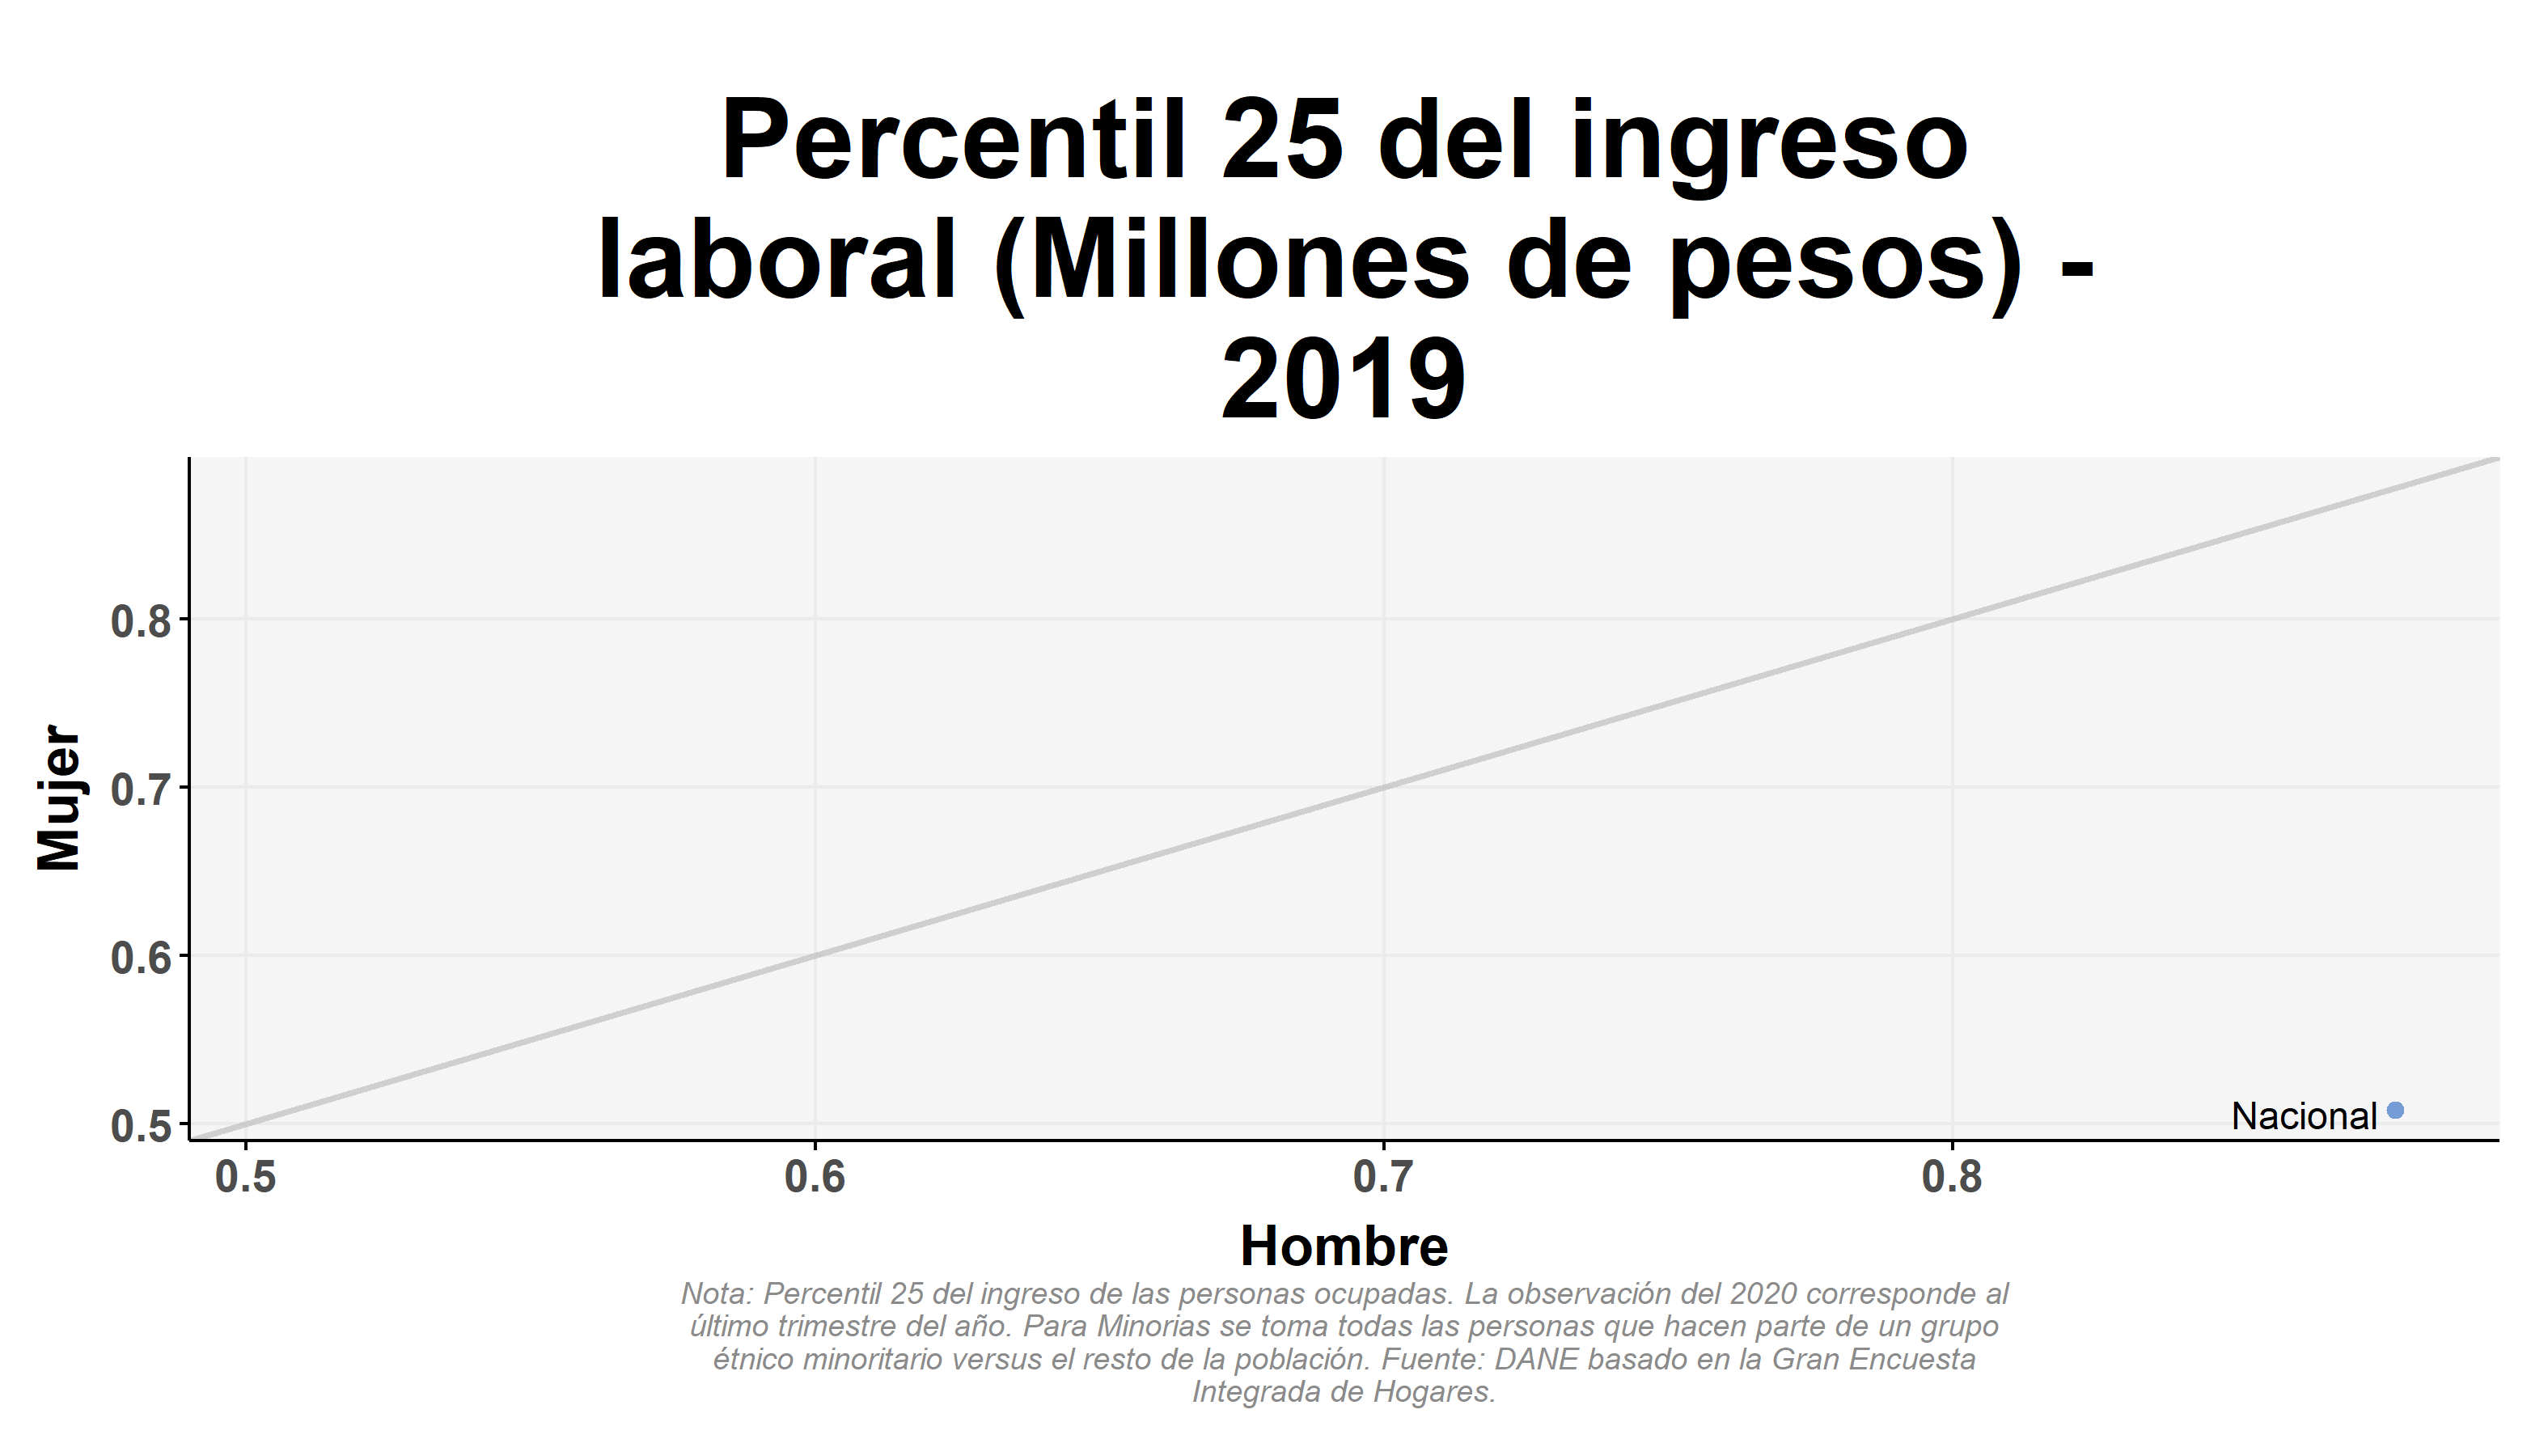 Percentil 25 del ingreso
laboral (Millones de pesos) -
2019
Mujer
0.8
0.7
0.6
0.5
Nacional
0.5
0.6
0.7
0.8
Hombre
Nota: Percentil 25 del ingreso de las personas ocupadas. La observación del 2020 corresponde al
último trimestre del año. Para Minorias se toma todas las personas que hacen parte de un grupo
étnico minoritario versus el resto de la población. Fuente: DANE basado en la Gran Encuesta
Integrada de Hogares.